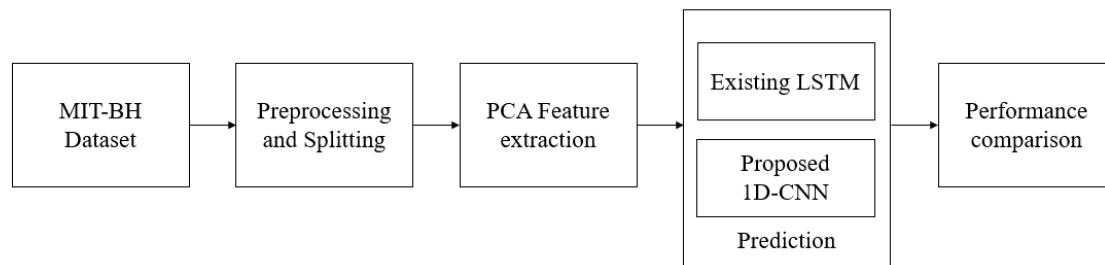 MIT-BH
Dataset
Preprocessing
and Splitting
PCA Feature
extraction
Existing LSTM
Proposed
1D-CNN
Prediction
Performance
comparison